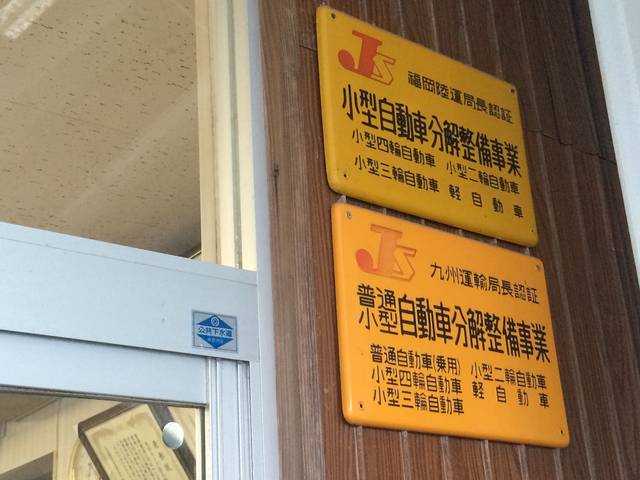 JS 福岡陸運局長認証
小型自動車分解整備事業
小型四輪自動車 小型二輪自動車
小型三輪自動車 軽自動車
JS 九州運輸局長認証
普通
小型 自動車分解整備事業
普通自動車(乗用) 小型二輪自動車
小型四輪自動車 軽自動車
小型三輪自動車
公共下水道